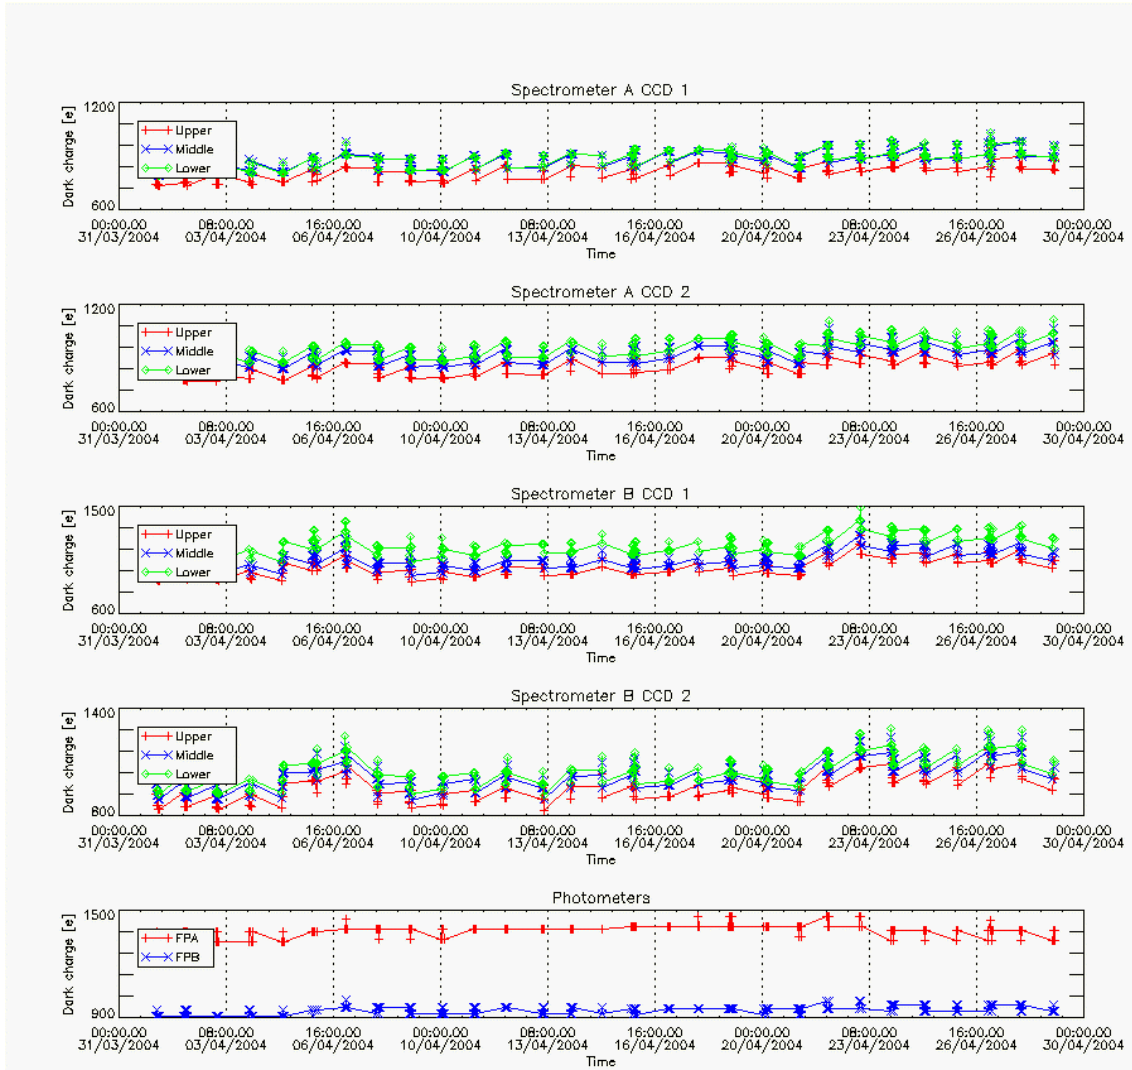 Spectrometer A CCD 1
1200
Dark charge [e]
600
Upper
Middle
Lower
00:00.00 08:00.00 16:00.00 00:00.00 08:00.00 16:00.00 00:00.00 08:00.00 16:00.00 00:00.00
31/03/2004 03/04/2004 06/04/2004 10/04/2004 13/04/2004 16/04/2004 20/04/2004 23/04/2004 26/04/2004 30/04/2004
Time
Spectrometer A CCD 2
1200
Dark charge [e]
600
Upper
Middle
Lower
00:00.00 08:00.00 16:00.00 00:00.00 08:00.00 16:00.00 00:00.00 08:00.00 16:00.00 00:00.00
31/03/2004 03/04/2004 06/04/2004 10/04/2004 13/04/2004 16/04/2004 20/04/2004 23/04/2004 26/04/2004 30/04/2004
Time
Spectrometer B CCD 1
1500
Dark charge [e]
600
Upper
Middle
Lower
00:00.00 08:00.00 16:00.00 00:00.00 08:00.00 16:00.00 00:00.00 08:00.00 16:00.00 00:00.00
31/03/2004 03/04/2004 06/04/2004 10/04/2004 13/04/2004 16/04/2004 20/04/2004 23/04/2004 26/04/2004 30/04/2004
Time
Spectrometer B CCD 2
1400
Dark charge [e]
800
Upper
Middle
Lower
00:00.00 08:00.00 16:00.00 00:00.00 08:00.00 16:00.00 00:00.00 08:00.00 16:00.00 00:00.00
31/03/2004 03/04/2004 06/04/2004 10/04/2004 13/04/2004 16/04/2004 20/04/2004 23/04/2004 26/04/2004 30/04/2004
Time
Photometers
1500
Dark charge [e]
900
FPA
FPB
00:00.00 08:00.00 16:00.00 00:00.00 08:00.00 16:00.00 00:00.00 08:00.00 16:00.00 00:00.00
31/03/2004 03/04/2004 06/04/2004 10/04/2004 13/04/2004 16/04/2004 20/04/2004 23/04/2004 26/04/2004 30/04/2004
Time